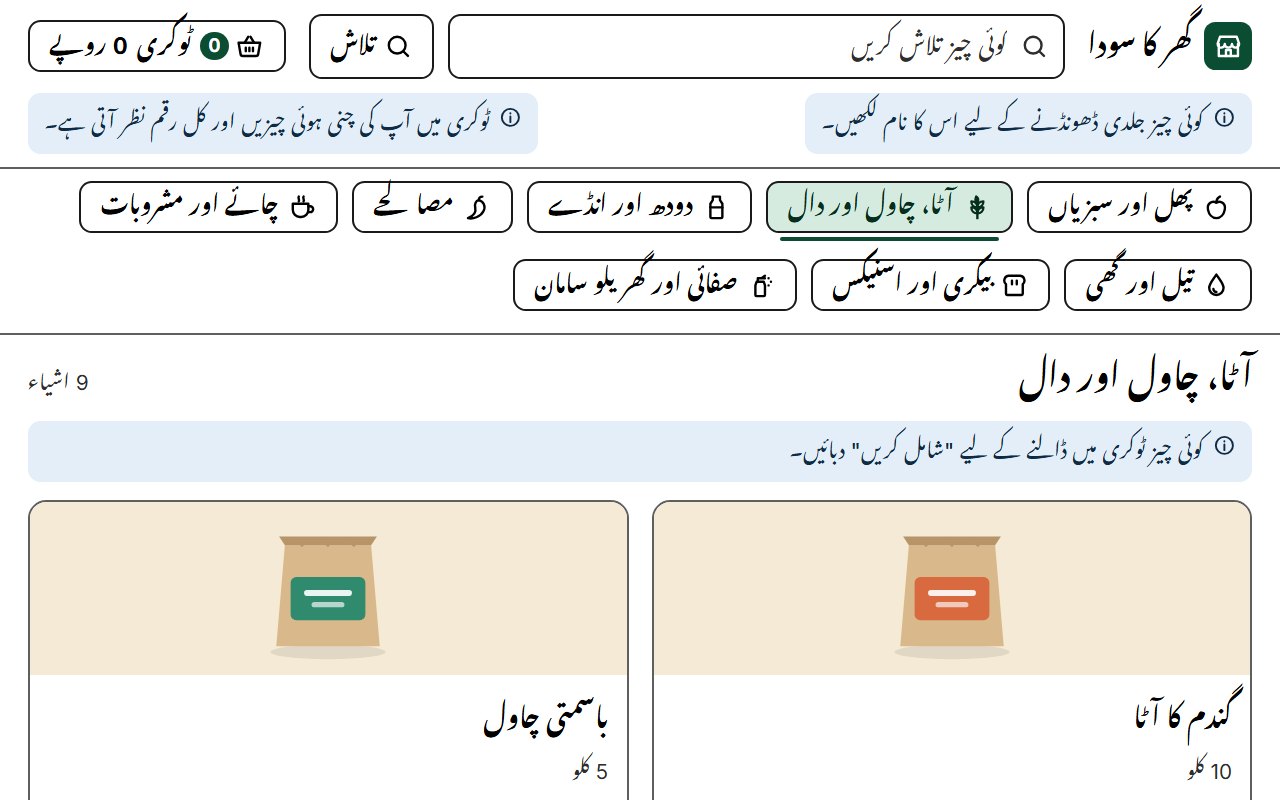 گھر کا سودا
کوئی چیز تلاش کریں
تلاش
0 ٹوکری 0 روپے
کوئی چیز جلدی ڈھونڈنے کے لیے اس کا نام لکھیں۔
ٹوکری میں آپ کی چنی ہوئی چیزیں اور کل رقم نظر آتی ہے۔
پھل اور سبزیاں
آٹا، چاول اور دال
دودھ اور انڈے
مصالحے
چائے اور مشروبات
تیل اور گھی
بیکری اور اسنیکس
صفائی اور گھریلو سامان
آٹا، چاول اور دال
9 اشیاء
کوئی چیز ٹوکری میں ڈالنے کے لیے "شامل کریں" دبائیں۔
گندم کا آٹا
10 کلو
باسمتی چاول
5 کلو